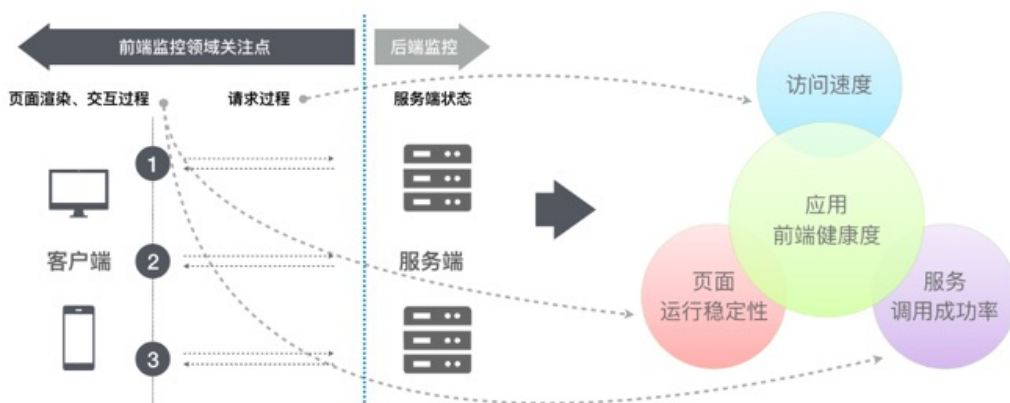 前端监控领域关注点
后端监控
页面渲染、交互过程
请求过程
服务端状态
1
客户端
2
服务端
3
访问速度
应用
前端健康度
页面
运行稳定性
服务
调用成功率